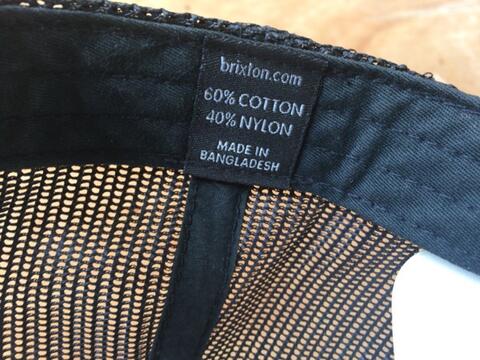 brixton.com
60% COTTON
40% NYLON
MADE IN
BANGLADESH